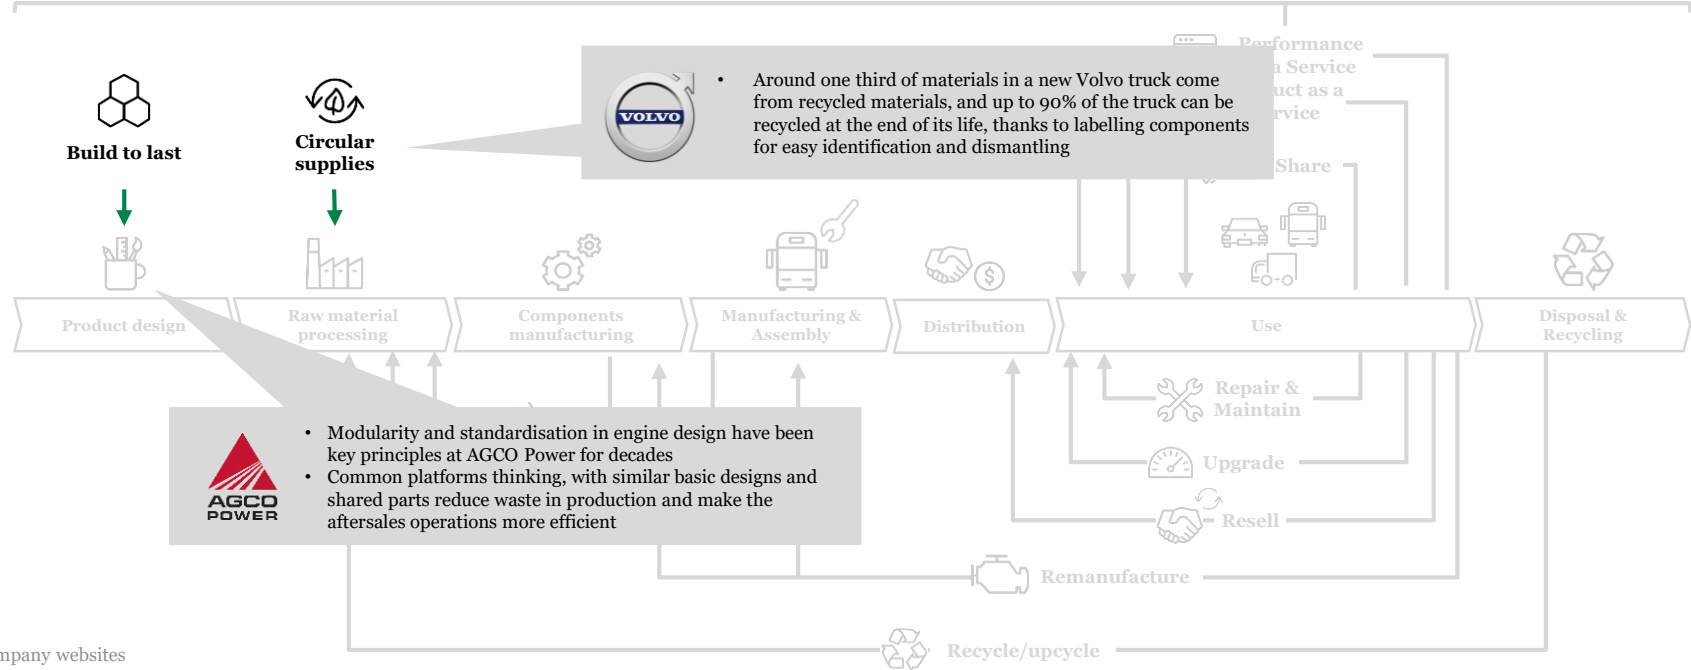 Performance
a Service
uct as a
rvice
Share
Build to last
Circular
supplies
VOLVO
• Around one third of materials in a new Volvo truck come
from recycled materials, and up to 90% of the truck can be
recycled at the end of its life, thanks to labelling components
for easy identification and dismantling
$
Product design
Raw material
processing
Components
manufacturing
Manufacturing &
Assembly
Distribution
Use
Disposal &
Recycling
AGCO
POWER
• Modularity and standardisation in engine design have been
key principles at AGCO Power for decades
• Common platforms thinking, with similar basic designs and
shared parts reduce waste in production and make the
aftersales operations more efficient
Repair &
Maintain
Upgrade
Resell
Remanufacture
Recycle/upcycle
mpany websites